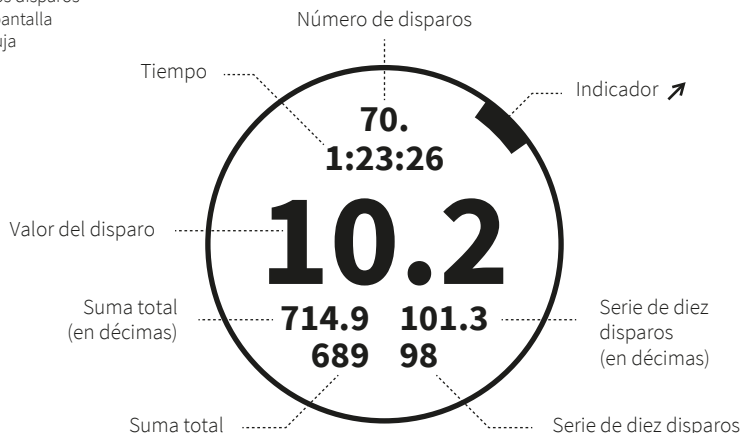 pantalla
Número de disparos
Tiempo
Indicador
70.
1:23:26
Valor del disparo
10.2
Suma total
(en décimas)
714.9 101.3
Serie de diez
disparos
(en décimas)
689 98
Suma total
Serie de diez disparos